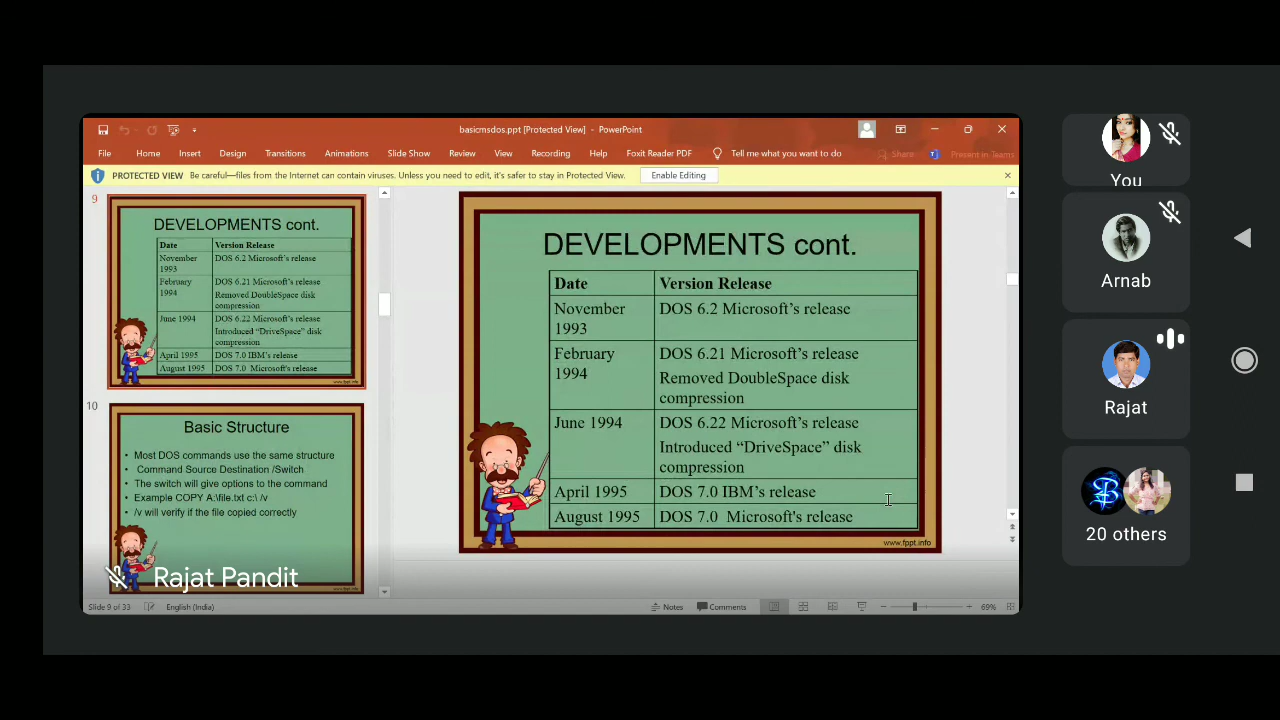 basicmsdos.ppt [Protected View] - PowerPoint
File Home Insert Design Transitions Animations Slide Show Review View Recording Help Foxit Reader PDF Tell me what you want to do Share Present in Teams
PROTECTED VIEW Be careful—files from the Internet can contain viruses. Unless you need to edit, it's safer to stay in Protected View. Enable Editing
9
DEVELOPMENTS cont.
Date Version Release
November DOS 6.2 Microsoft's release
1993
February DOS 6.21 Microsoft's release
1994
Removed DoubleSpace disk
compression
June 1994 DOS 6.22 Microsoft's release
Introduced “DriveSpace” disk
compression
April 1995 DOS 7.0 IBM's release
August 1995 DOS 7.0 Microsoft's release
www.fppt.info
10
Basic Structure
• Most DOS commands use the same structure
• Command Source Destination /Switch
• The switch will give options to the command
• Example COPY A:\file.txt c:\ /v
• /v will verify if the file copied correctly
Rajat Pandit
DEVELOPMENTS cont.
Date Version Release
November DOS 6.2 Microsoft's release
1993
February DOS 6.21 Microsoft's release
1994
Removed DoubleSpace disk
compression
June 1994 DOS 6.22 Microsoft's release
Introduced “DriveSpace” disk
compression
April 1995 DOS 7.0 IBM's release
August 1995 DOS 7.0 Microsoft's release
www.fppt.info
Slide 9 of 33 English (India) Notes Comments 69%
You
Arnab
Rajat
20 others